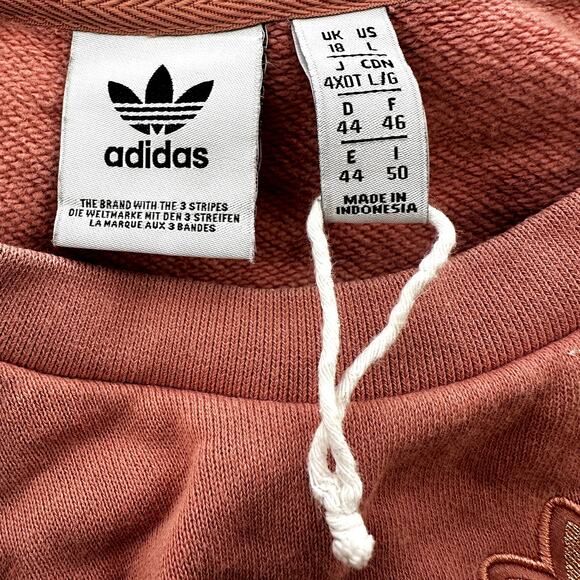 adidas
THE BRAND WITH THE 3 STRIPES
DIE WELTMARKE MIT DEN 3 STREIFEN
LA MARQUE AUX 3 BANDES
UK US
18 L
J CDN
4XOT L/G
D F
44 46
E I
44 50
MADE IN
INDONESIA